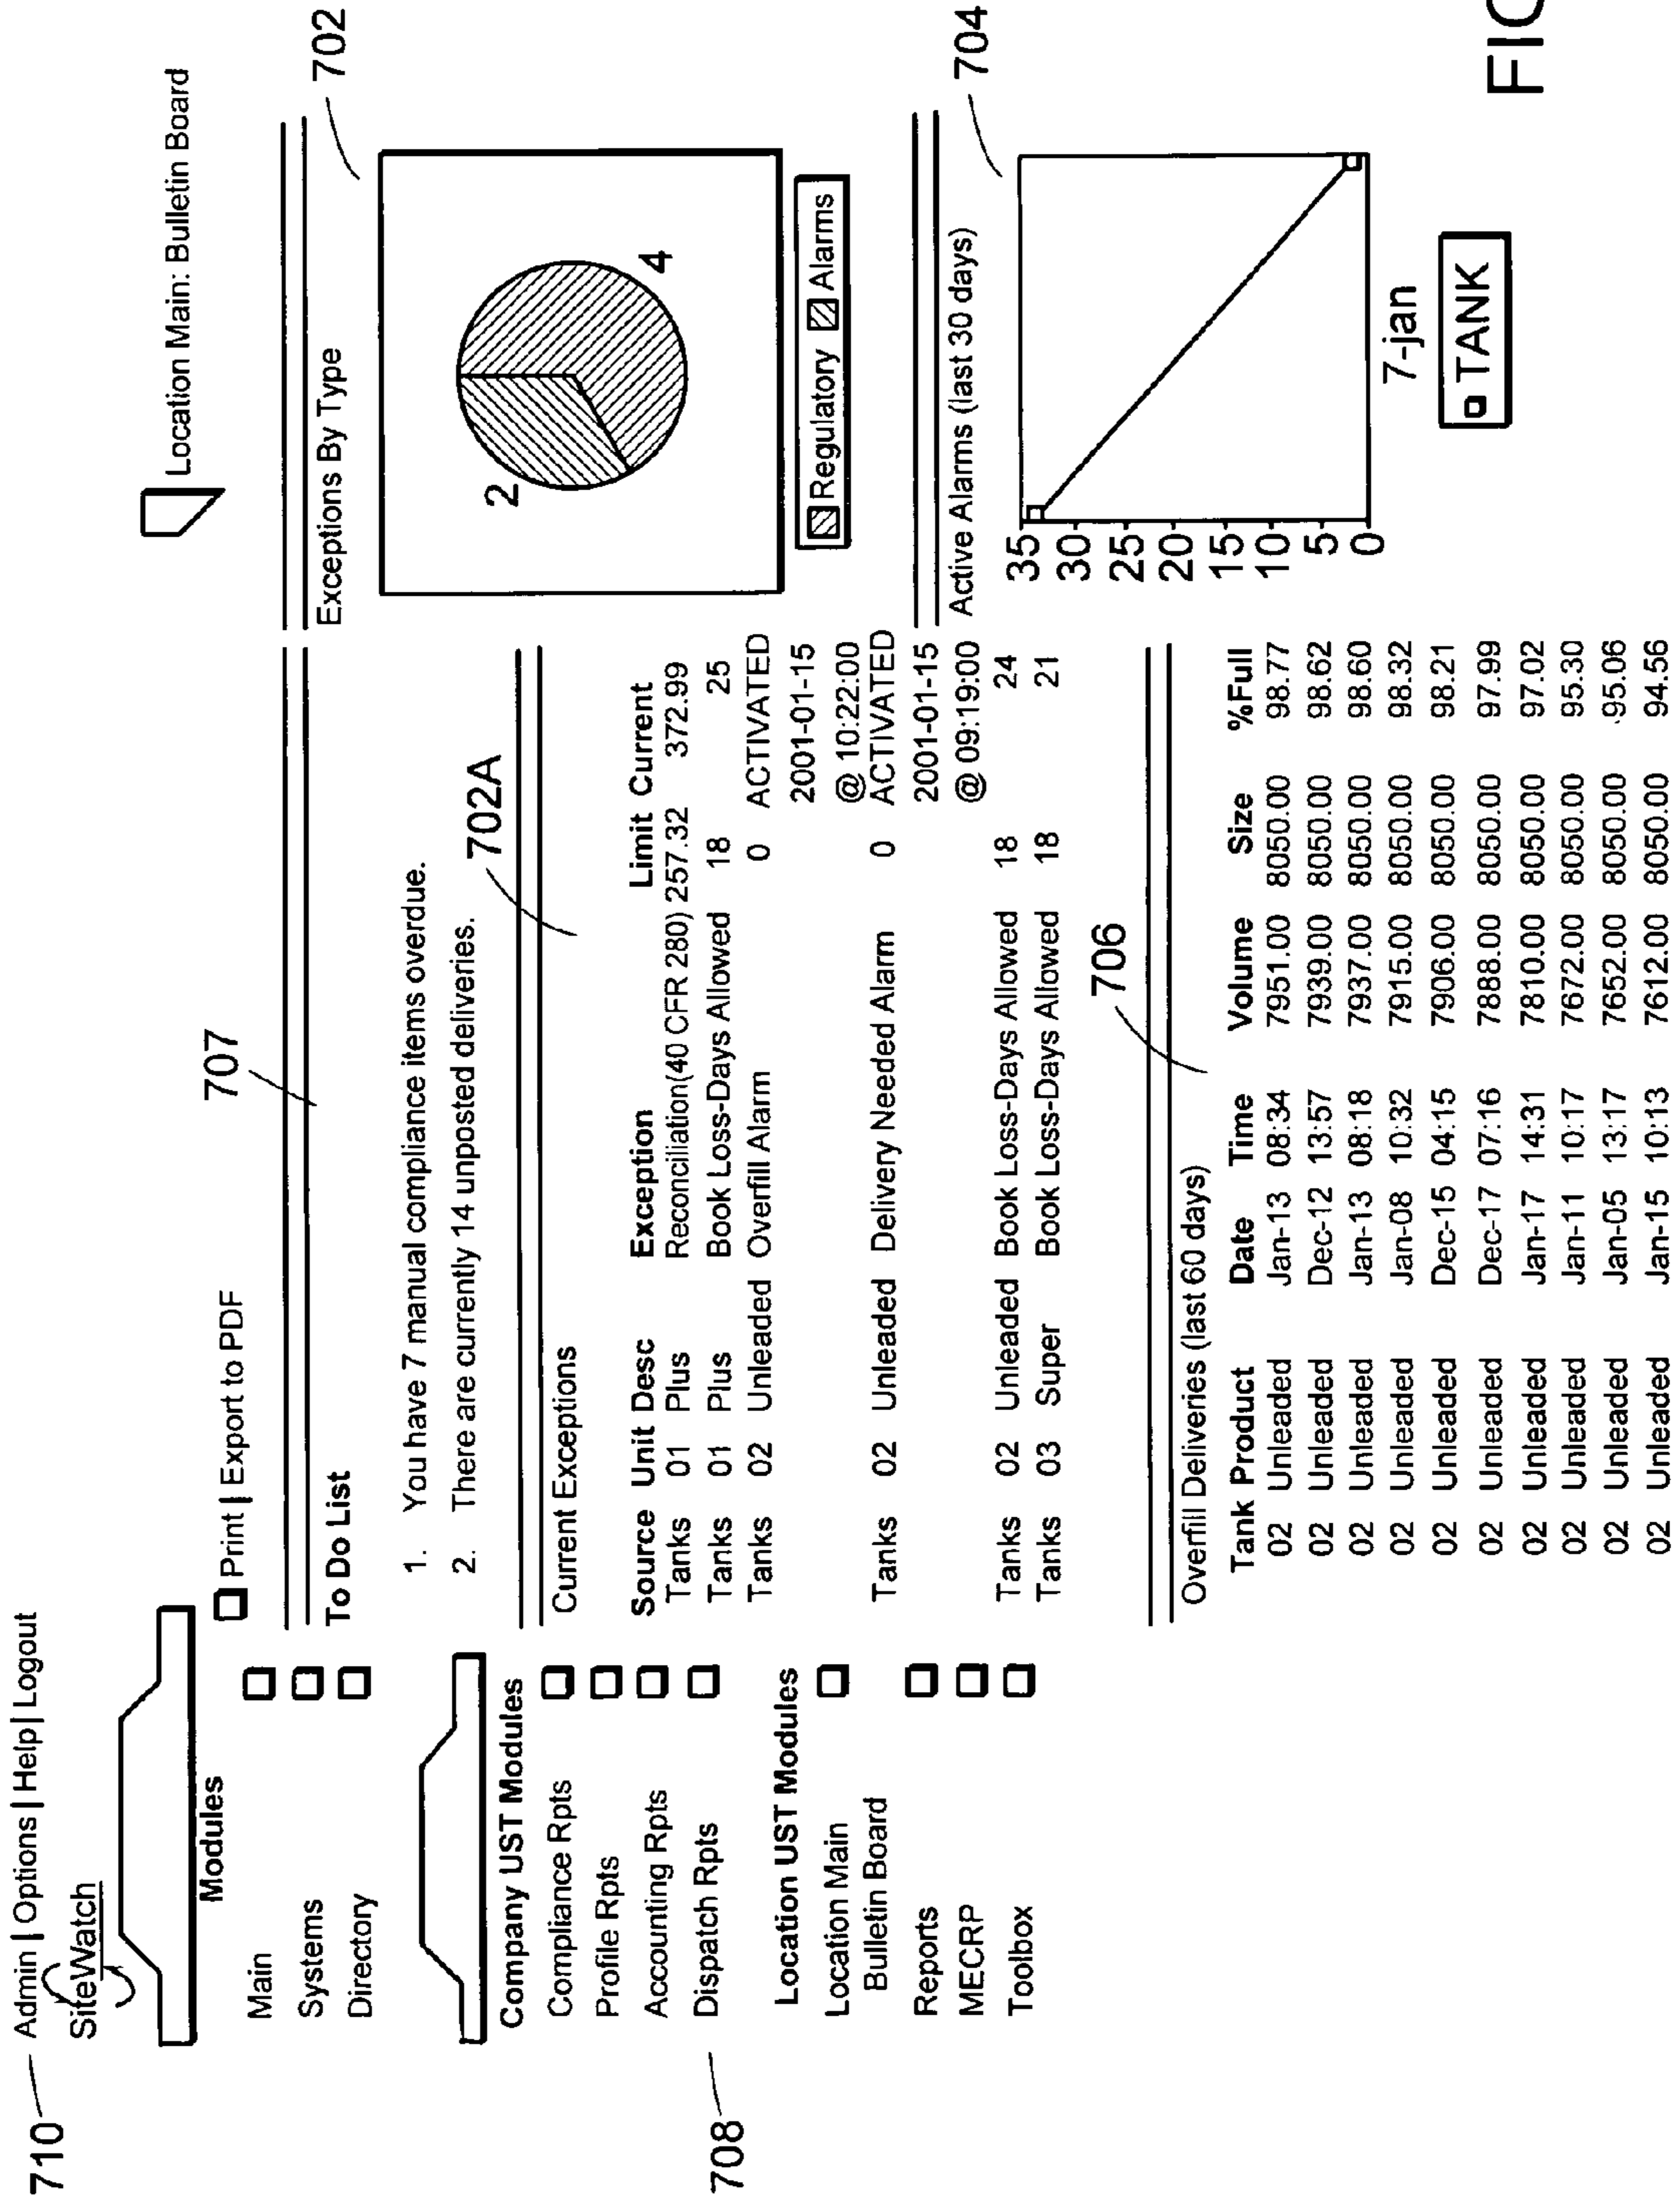 710
Admin | Options | Help | Logout
SiteWatch
Location Main: Bulletin Board
Modules
Print | Export to PDF
Main
Systems
Directory
Company UST Modules
Compliance Rpts
Profile Rpts
Accounting Rpts
Dispatch Rpts
708
Location UST Modules
Location Main
Bulletin Board
Reports
MECRP
Toolbox
707
To Do List
1. You have 7 manual compliance items overdue.
2. There are currently 14 unposted deliveries.
702A
Current Exceptions
Source Unit Desc Exception Limit Current
Tanks 01 Plus Reconciliation(40 CFR 280) 257.32 372.99
Tanks 01 Plus Book Loss-Days Allowed 18 25
Tanks 02 Unleaded Overfill Alarm 0 ACTIVATED
2001-01-15
@ 10:22:00
Tanks 02 Unleaded Delivery Needed Alarm 0 ACTIVATED
2001-01-15
@ 09:19:00
Tanks 02 Unleaded Book Loss-Days Allowed 18 24
Tanks 03 Super Book Loss-Days Allowed 18 21
706
Overfill Deliveries (last 60 days)
Tank Product Date Time Volume Size %Full
02 Unleaded Jan-13 08:34 7951.00 8050.00 98.77
02 Unleaded Dec-12 13:57 7939.00 8050.00 98.62
02 Unleaded Jan-13 08:18 7937.00 8050.00 98.60
02 Unleaded Jan-08 10:32 7915.00 8050.00 98.32
02 Unleaded Dec-15 04:15 7906.00 8050.00 98.21
02 Unleaded Dec-17 07:16 7888.00 8050.00 97.99
02 Unleaded Jan-17 14:31 7810.00 8050.00 97.02
02 Unleaded Jan-11 10:17 7672.00 8050.00 95.30
02 Unleaded Jan-05 13:17 7652.00 8050.00 95.06
02 Unleaded Jan-15 10:13 7612.00 8050.00 94.56
702
Exceptions By Type
2
4
Regulatory Alarms
704
Active Alarms (last 30 days)
35
30
25
20
15
10
5
0
7-jan
TANK